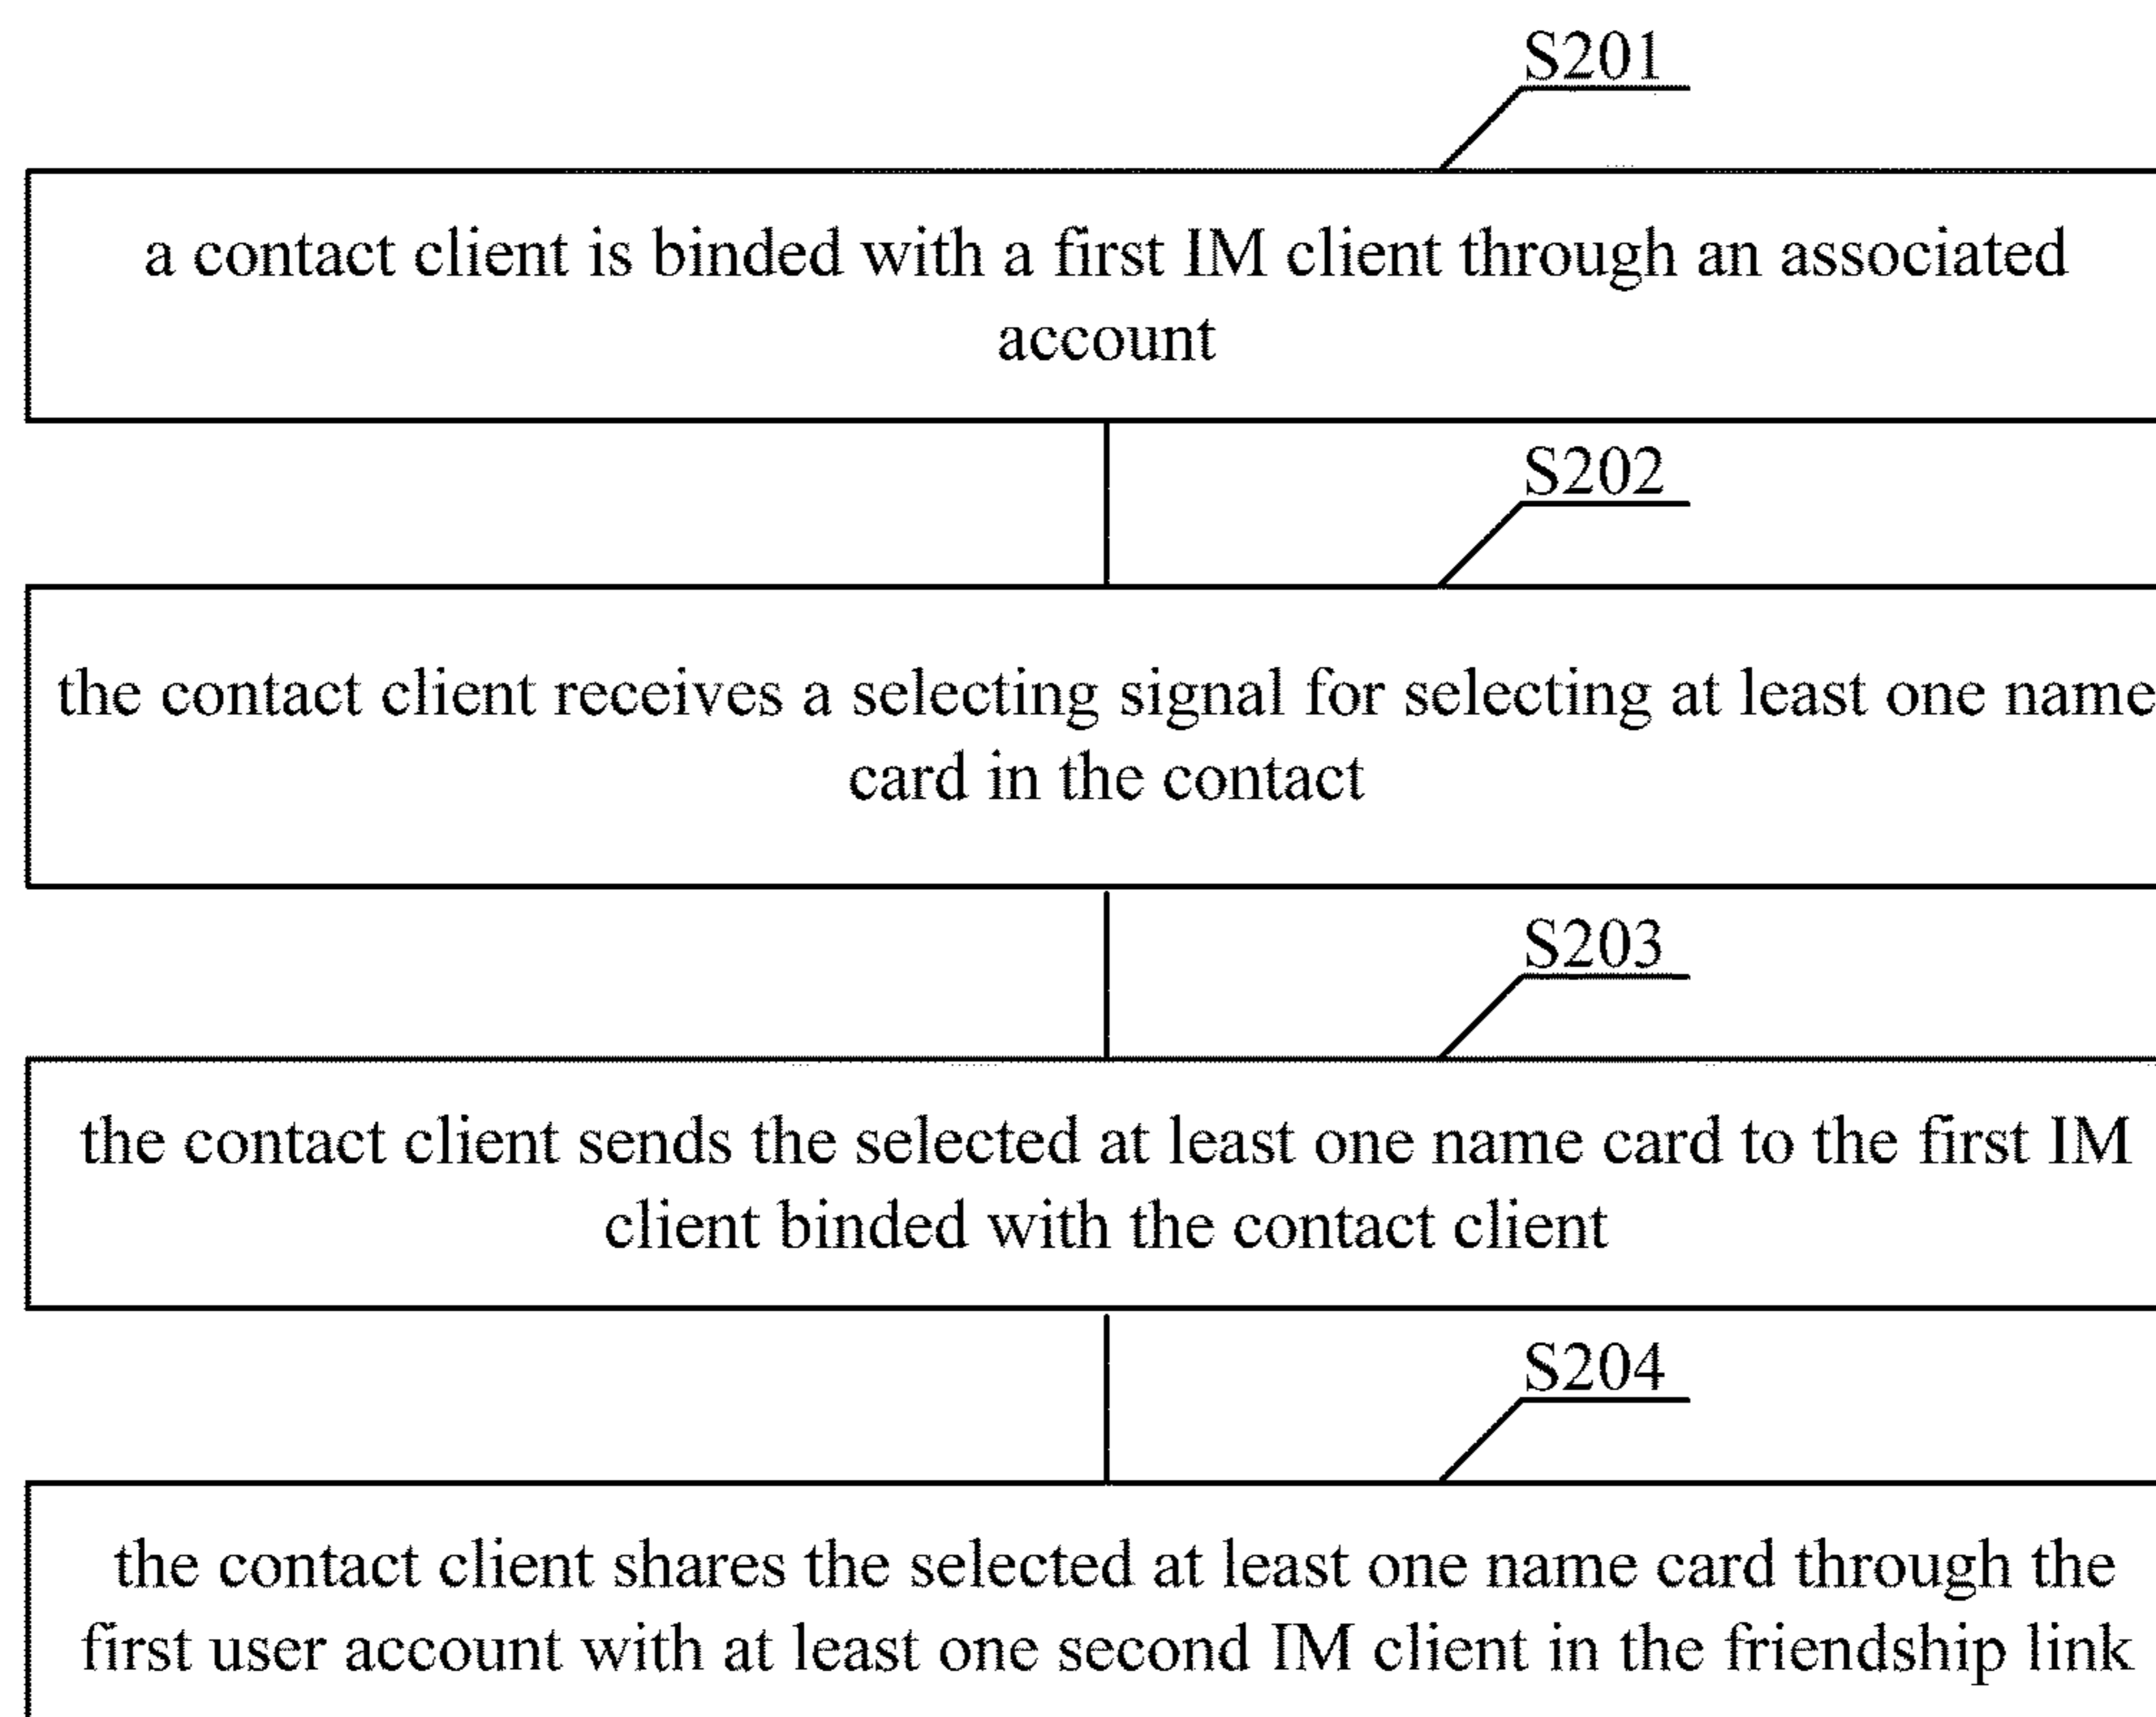 S201
a contact client is binded with a first IM client through an associated
account
S202
the contact client receives a selecting signal for selecting at least one name
card in the contact
S203
the contact client sends the selected at least one name card to the first IM
client binded with the contact client
S204
the contact client shares the selected at least one name card through the
first user account with at least one second IM client in the friendship link